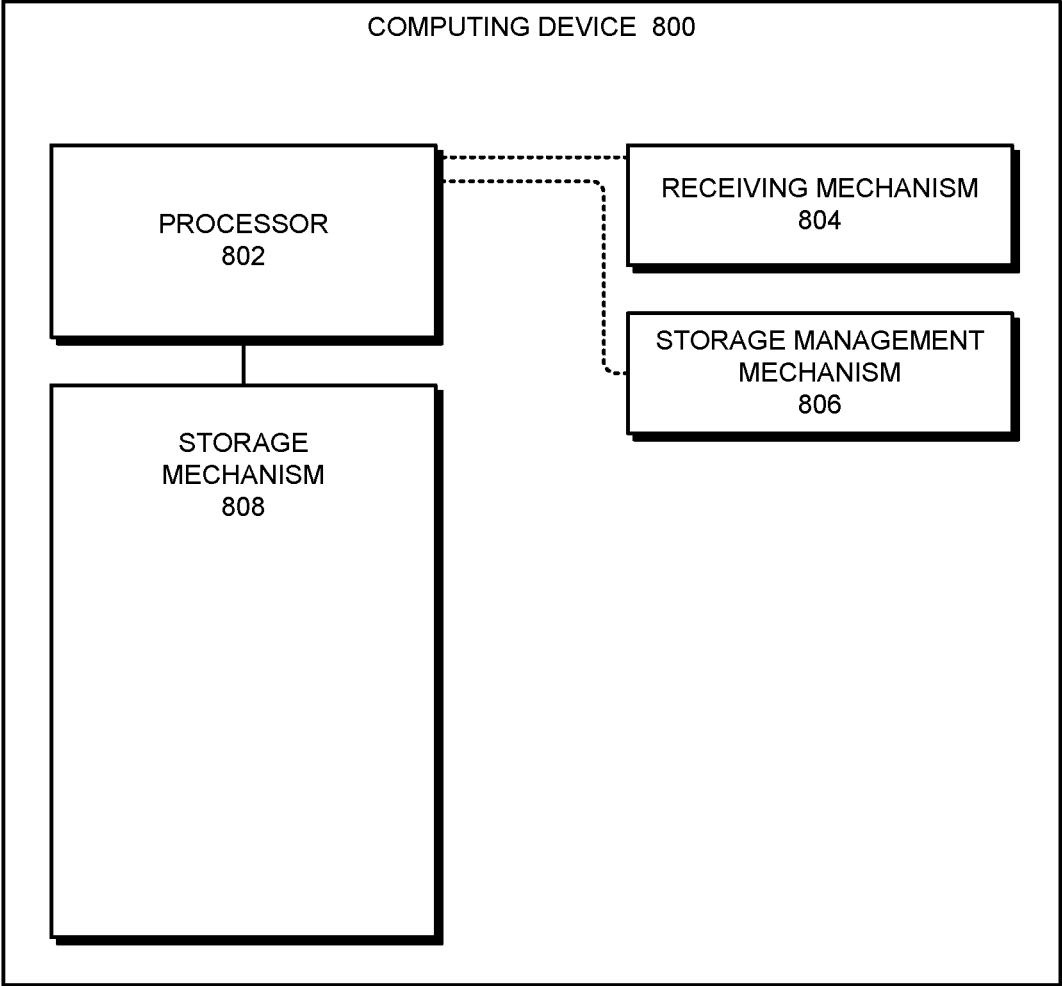 COMPUTING DEVICE 800
PROCESSOR
802
RECEIVING MECHANISM
804
STORAGE MANAGEMENT
MECHANISM
806
STORAGE
MECHANISM
808